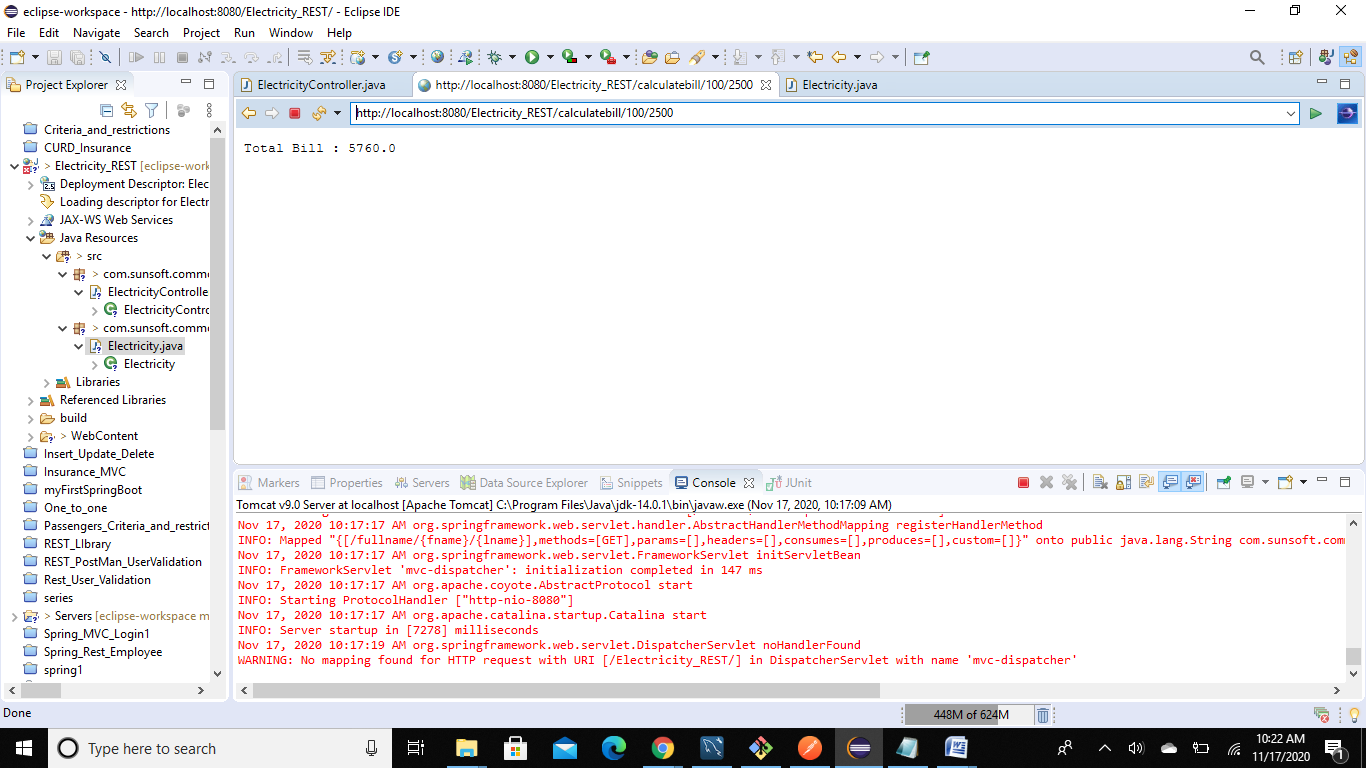 eclipse-workspace - http://localhost:8080/Electricity_REST/ - Eclipse IDE
File Edit Navigate Search Project Run Window Help
Project Explorer
ElectricityController.java
http://localhost:8080/Electricity_REST/calculatebill/100/2500
Electricity.java
http://localhost:8080/Electricity_REST/calculatebill/100/2500
Total Bill : 5760.0
Criteria_and_restrictions
CURD_Insurance
> Electricity_REST [eclipse-work
Deployment Descriptor: Elec
Loading descriptor for Electr
JAX-WS Web Services
Java Resources
> src
> com.sunsoft.comm
ElectricityControlle
ElectricityContro
> com.sunsoft.comm
Electricity.java
Electricity
Libraries
Referenced Libraries
build
> WebContent
Insert_Update_Delete
Insurance_MVC
myFirstSpringBoot
One_to_one
Passengers_Criteria_and_restrict
REST_LIbrary
REST_PostMan_UserValidation
Rest_User_Validation
series
> Servers [eclipse-workspace m
Spring_MVC_Login1
Spring_Rest_Employee
spring1
Markers Properties Servers Data Source Explorer Snippets Console JUnit
Tomcat v9.0 Server at localhost [Apache Tomcat] C:\Program Files\Java\jdk-14.0.1\bin\javaw.exe (Nov 17, 2020, 10:17:09 AM)
Nov 17, 2020 10:17:17 AM org.springframework.web.servlet.handler.AbstractHandlerMethodMapping registerHandlerMethod
INFO: Mapped "{[/fullname/{fname}/{lname}],methods=[GET],params=[],headers=[],consumes=[],produces=[],custom=[]}" onto public java.lang.String com.sunsoft.com
Nov 17, 2020 10:17:17 AM org.springframework.web.servlet.FrameworkServlet initServletBean
INFO: FrameworkServlet 'mvc-dispatcher': initialization completed in 147 ms
Nov 17, 2020 10:17:17 AM org.apache.coyote.AbstractProtocol start
INFO: Starting ProtocolHandler ["http-nio-8080"]
Nov 17, 2020 10:17:17 AM org.apache.catalina.startup.Catalina start
INFO: Server startup in [7278] milliseconds
Nov 17, 2020 10:17:19 AM org.springframework.web.servlet.DispatcherServlet noHandlerFound
WARNING: No mapping found for HTTP request with URI [/Electricity_REST/] in DispatcherServlet with name 'mvc-dispatcher'
Done
448M of 624M
Type here to search
10:22 AM
11/17/2020
1